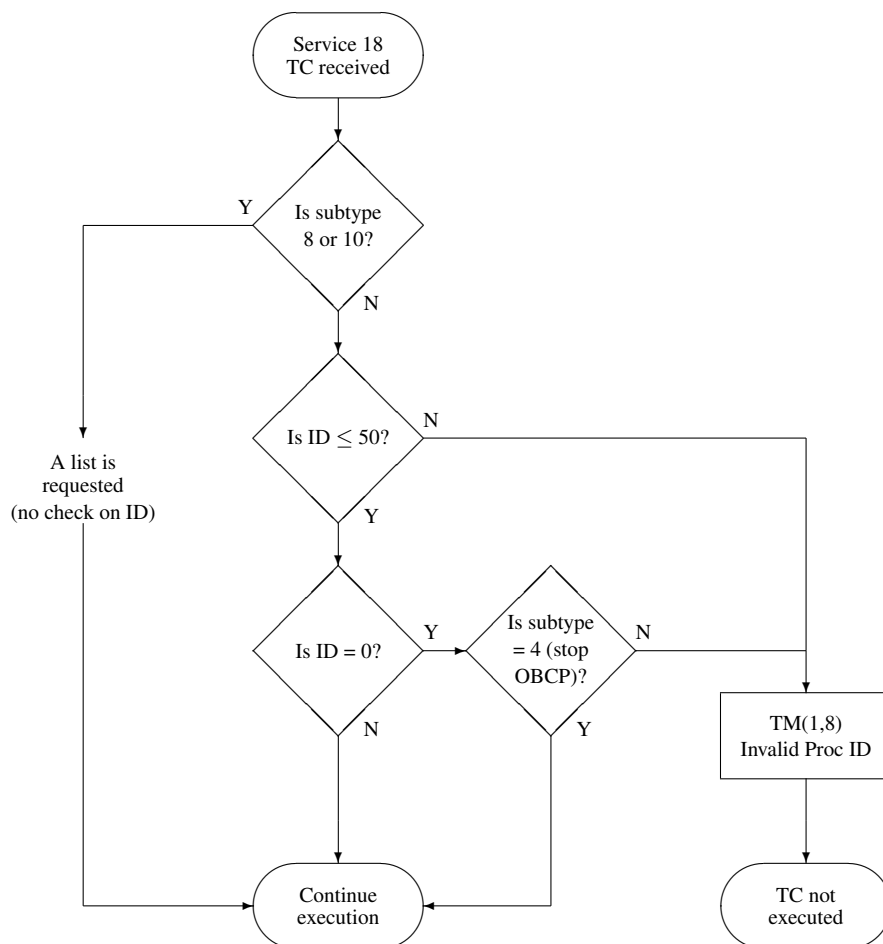 Service 18
TC received
Y
Is subtype
8 or 10?
N
Is ID ≤ 50?
N
A list is
requested
(no check on ID)
Y
Is ID = 0?
Y
Is subtype
= 4 (stop
OBCP)?
N
N
Y
TM(1,8)
Invalid Proc ID
Continue
execution
TC not
executed